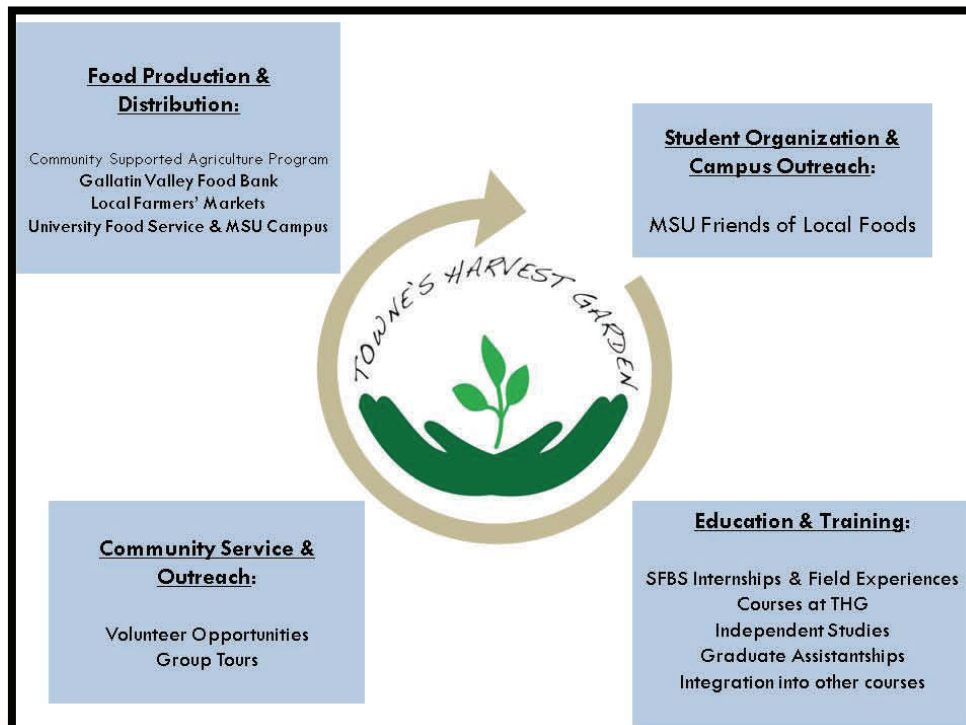 Food Production &
Distribution:
Community Supported Agriculture Program
Gallatin Valley Food Bank
Local Farmers' Markets
University Food Service & MSU Campus
Student Organization &
Campus Outreach:
MSU Friends of Local Foods
TOWNE'S HARVEST GARDEN
Community Service &
Outreach:
Volunteer Opportunities
Group Tours
Education & Training:
SFBS Internships & Field Experiences
Courses at THG
Independent Studies
Graduate Assistantships
Integration into other courses